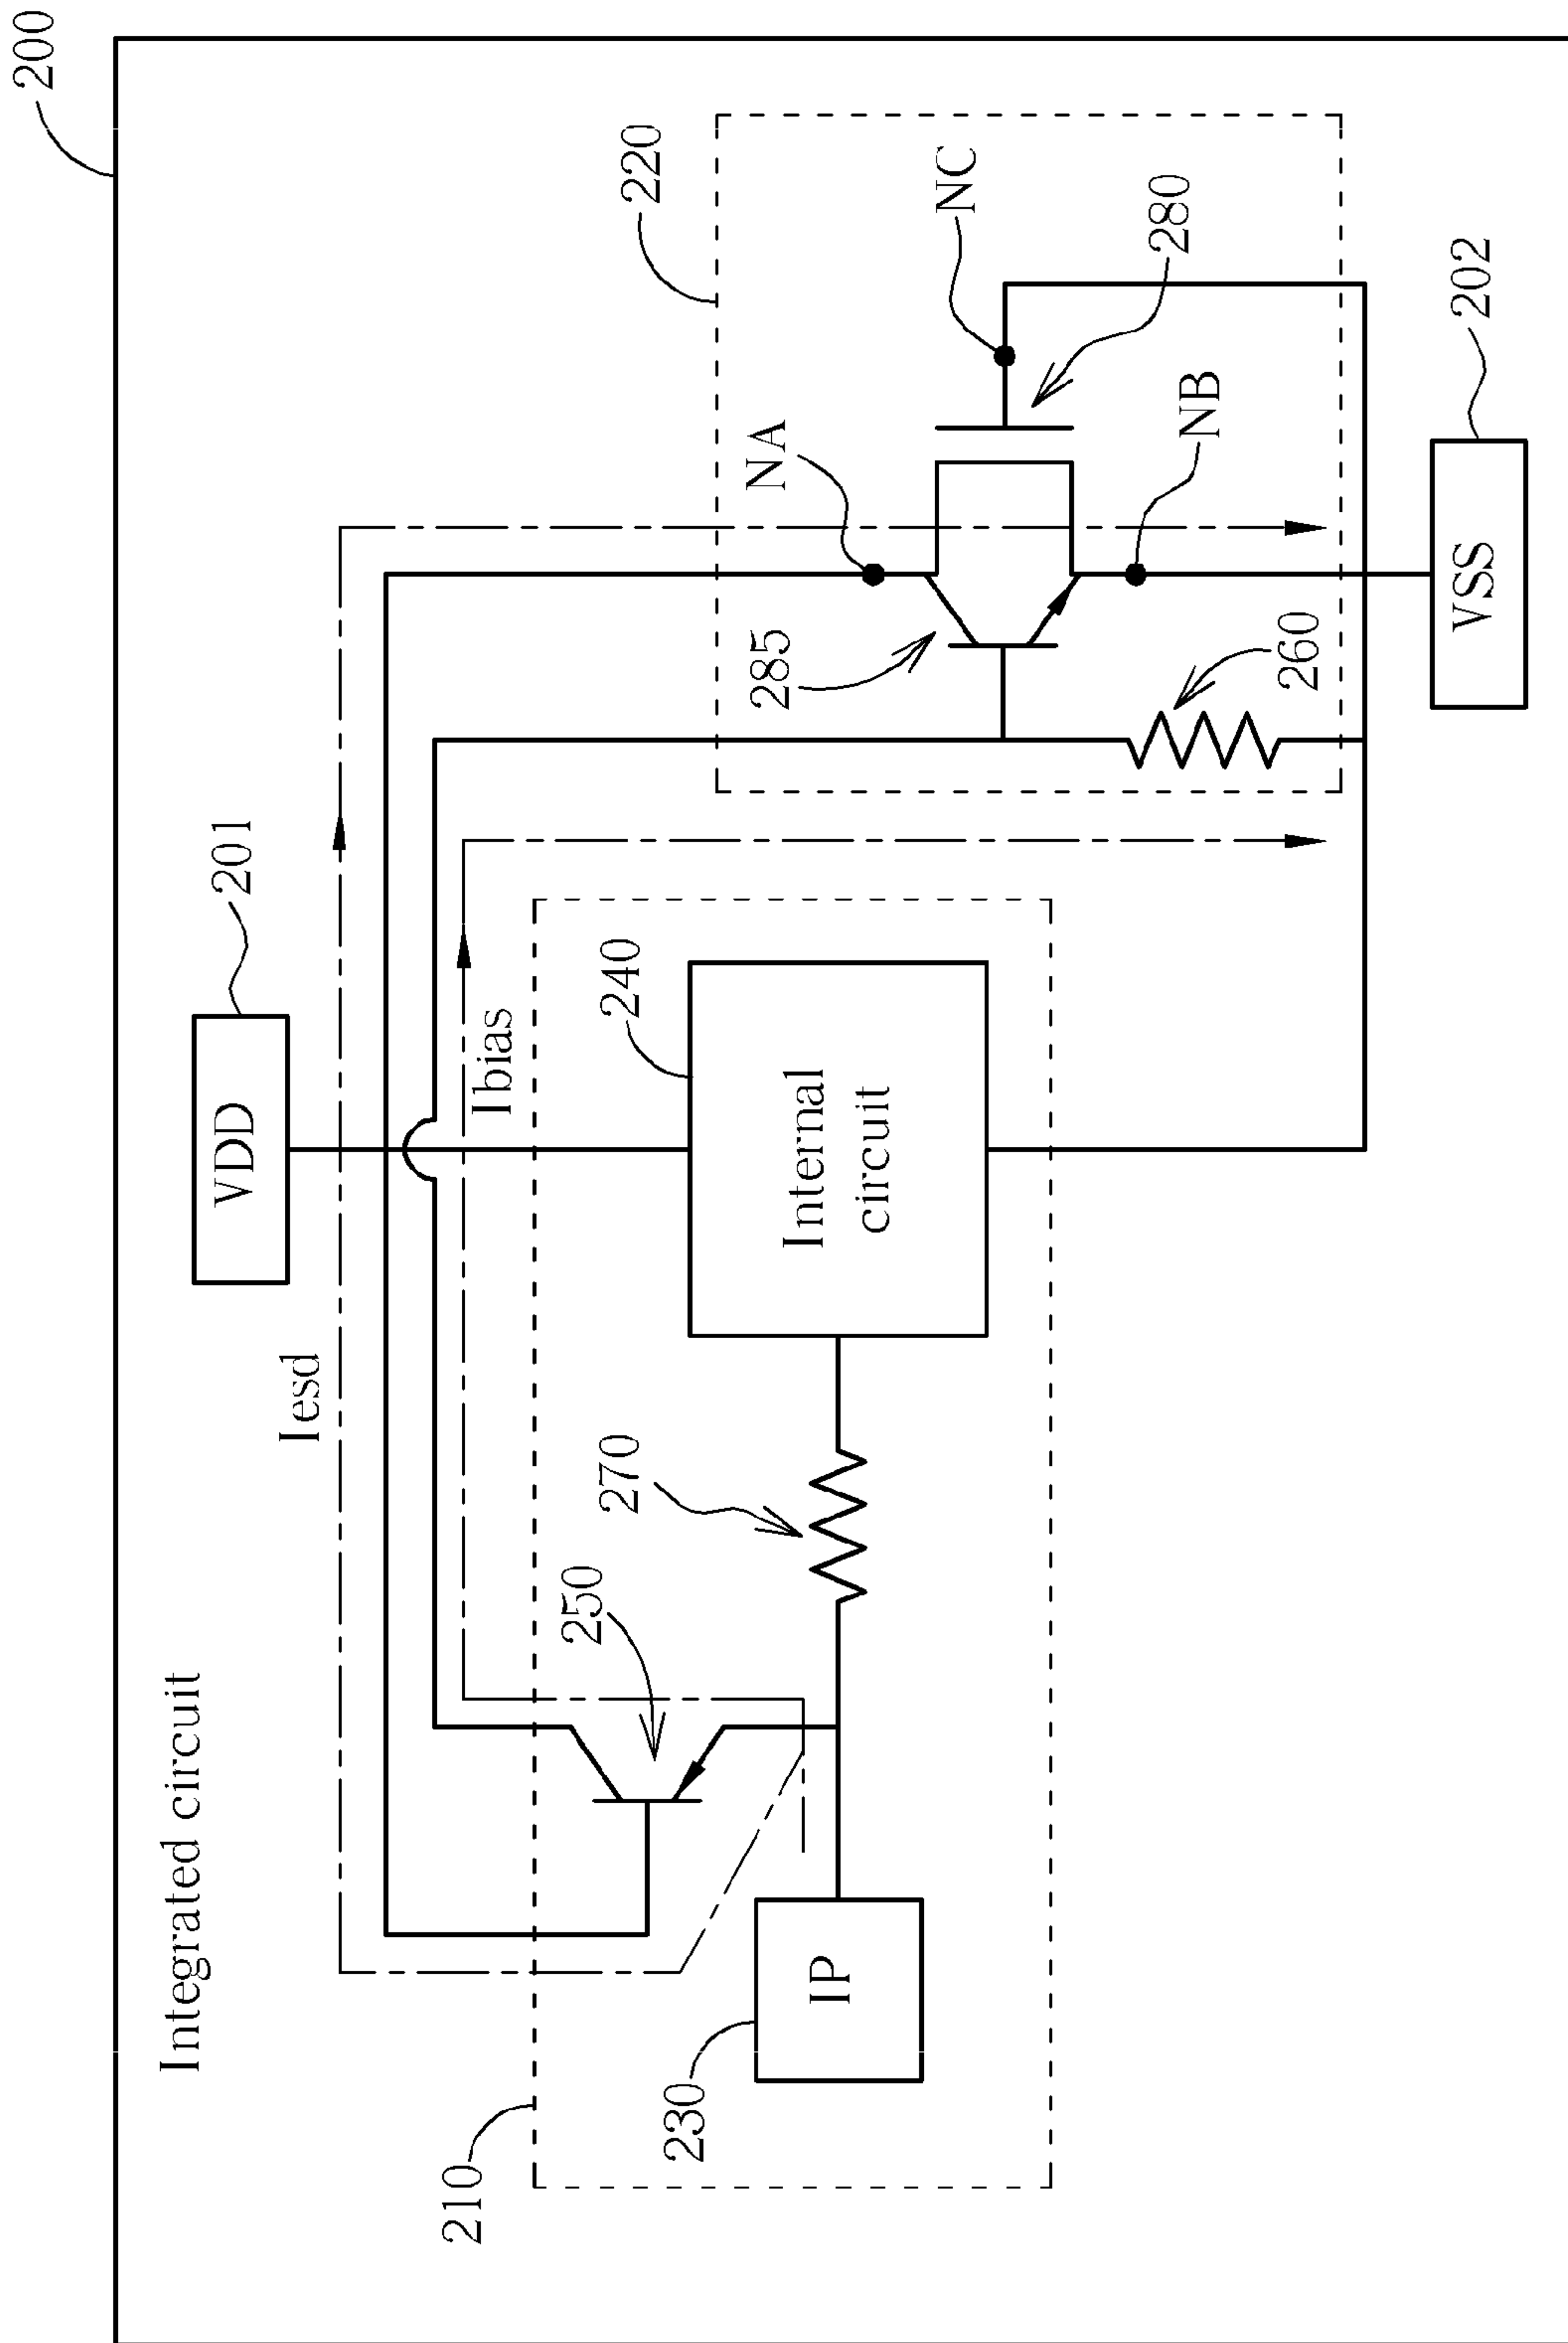 200
Integrated circuit
VDD
201
Iesd
Ibias
210
220
250
230
IP
270
240
Internal
circuit
NA
285
NC
280
NB
260
VSS
202